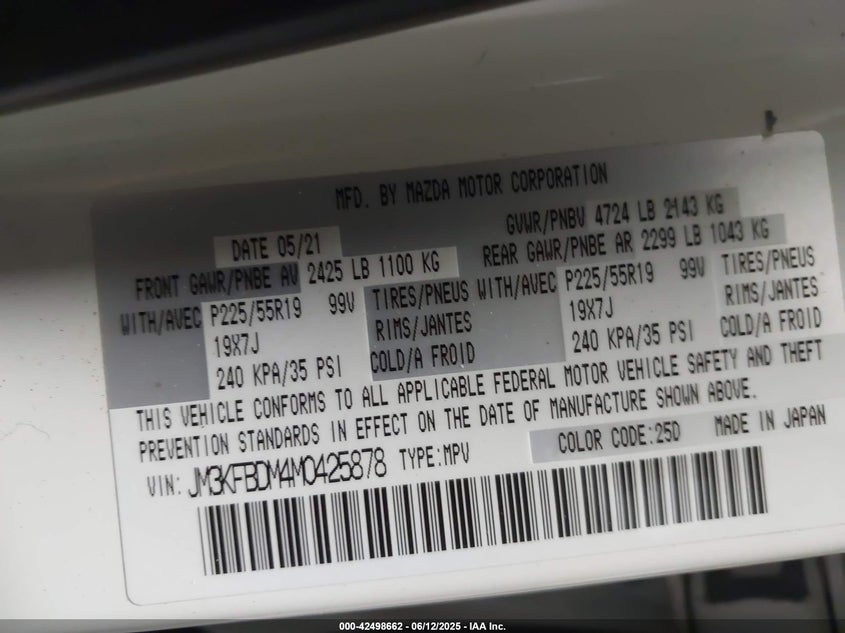 MFD. BY MAZDA MOTOR CORPORATION
DATE 05/21
GVWR/PNBV 4724 LB 2143 KG
FRONT GAWR/PNBE AV 2425 LB 1100 KG
REAR GAWR/PNBE AR 2299 LB 1043 KG
WITH/AVEC P225/55R19 99V TIRES/PNEUS
19X7J RIMS/JANTES
240 KPA/35 PSI COLD/A FROID
WITH/AVEC P225/55R19 99V TIRES/PNEUS
19X7J RIMS/JANTES
240 KPA/35 PSI COLD/A FROID
THIS VEHICLE CONFORMS TO ALL APPLICABLE FEDERAL MOTOR VEHICLE SAFETY AND THEFT
PREVENTION STANDARDS IN EFFECT ON THE DATE OF MANUFACTURE SHOWN ABOVE.
COLOR CODE:25D MADE IN JAPAN
VIN: JM3KFBDM4M0425878 TYPE:MPV
000-42498662 - 06/12/2025 - IAA Inc.